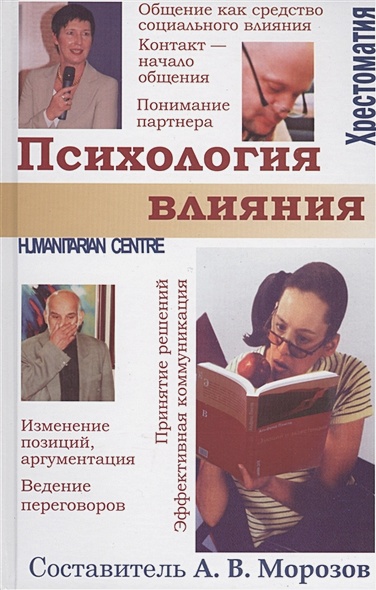 Общение как средство
социального влияния
Контакт —
начало
общения
Понимание
партнера
Хрестоматия
Психология
влияния
HUMANITARIAN CENTRE
Принятие решений
Эффективная коммуникация
Изменение
позиций,
аргументация
Ведение
переговоров
Составитель А. В. Морозов